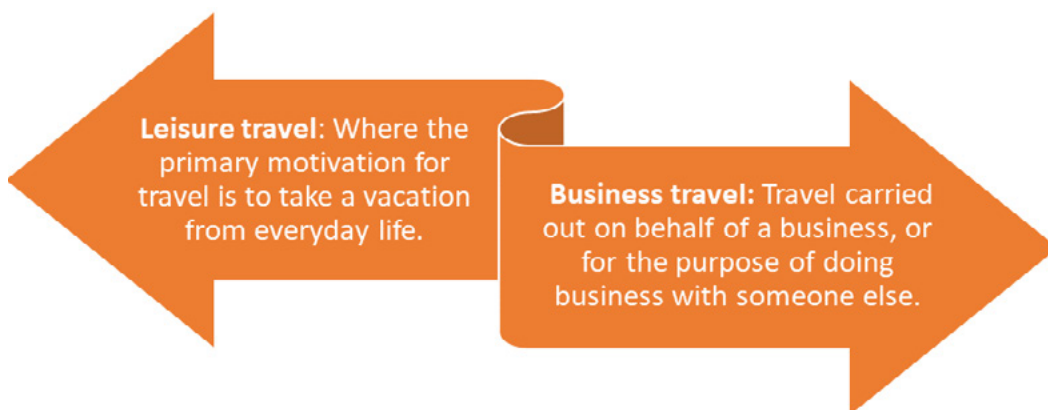 Leisure travel: Where the
primary motivation for
travel is to take a vacation
from everyday life.
Business travel: Travel carried
out on behalf of a business, or
for the purpose of doing
business with someone else.